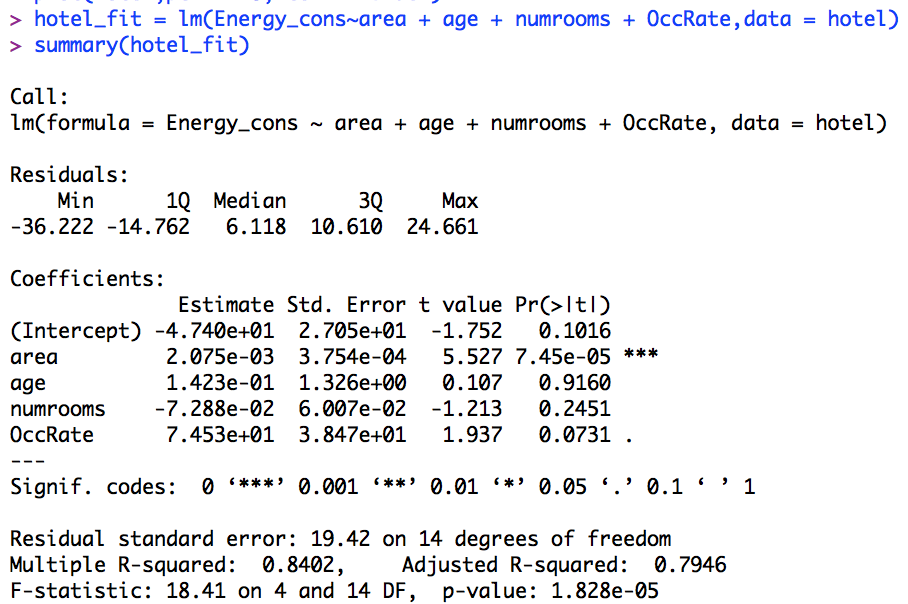 > hotel_fit = lm(Energy_cons~area + age + numrooms + OccRate,data = hotel)
> summary(hotel_fit)
Call:
lm(formula = Energy_cons ~ area + age + numrooms + OccRate, data = hotel)
Residuals:
    Min      1Q  Median      3Q     Max
-36.222 -14.762   6.118  10.610  24.661
Coefficients:
              Estimate Std. Error t value Pr(>|t|)
(Intercept) -4.740e+01  2.705e+01  -1.752   0.1016
area         2.075e-03  3.754e-04   5.527 7.45e-05 ***
age          1.423e-01  1.326e+00   0.107   0.9160
numrooms    -7.288e-02  6.007e-02  -1.213   0.2451
OccRate      7.453e+01  3.847e+01   1.937   0.0731 .
---
Signif. codes:  0 ‘***’ 0.001 ‘**’ 0.01 ‘*’ 0.05 ‘.’ 0.1 ‘ ’ 1
Residual standard error: 19.42 on 14 degrees of freedom
Multiple R-squared:  0.8402,    Adjusted R-squared:  0.7946
F-statistic: 18.41 on 4 and 14 DF,  p-value: 1.828e-05